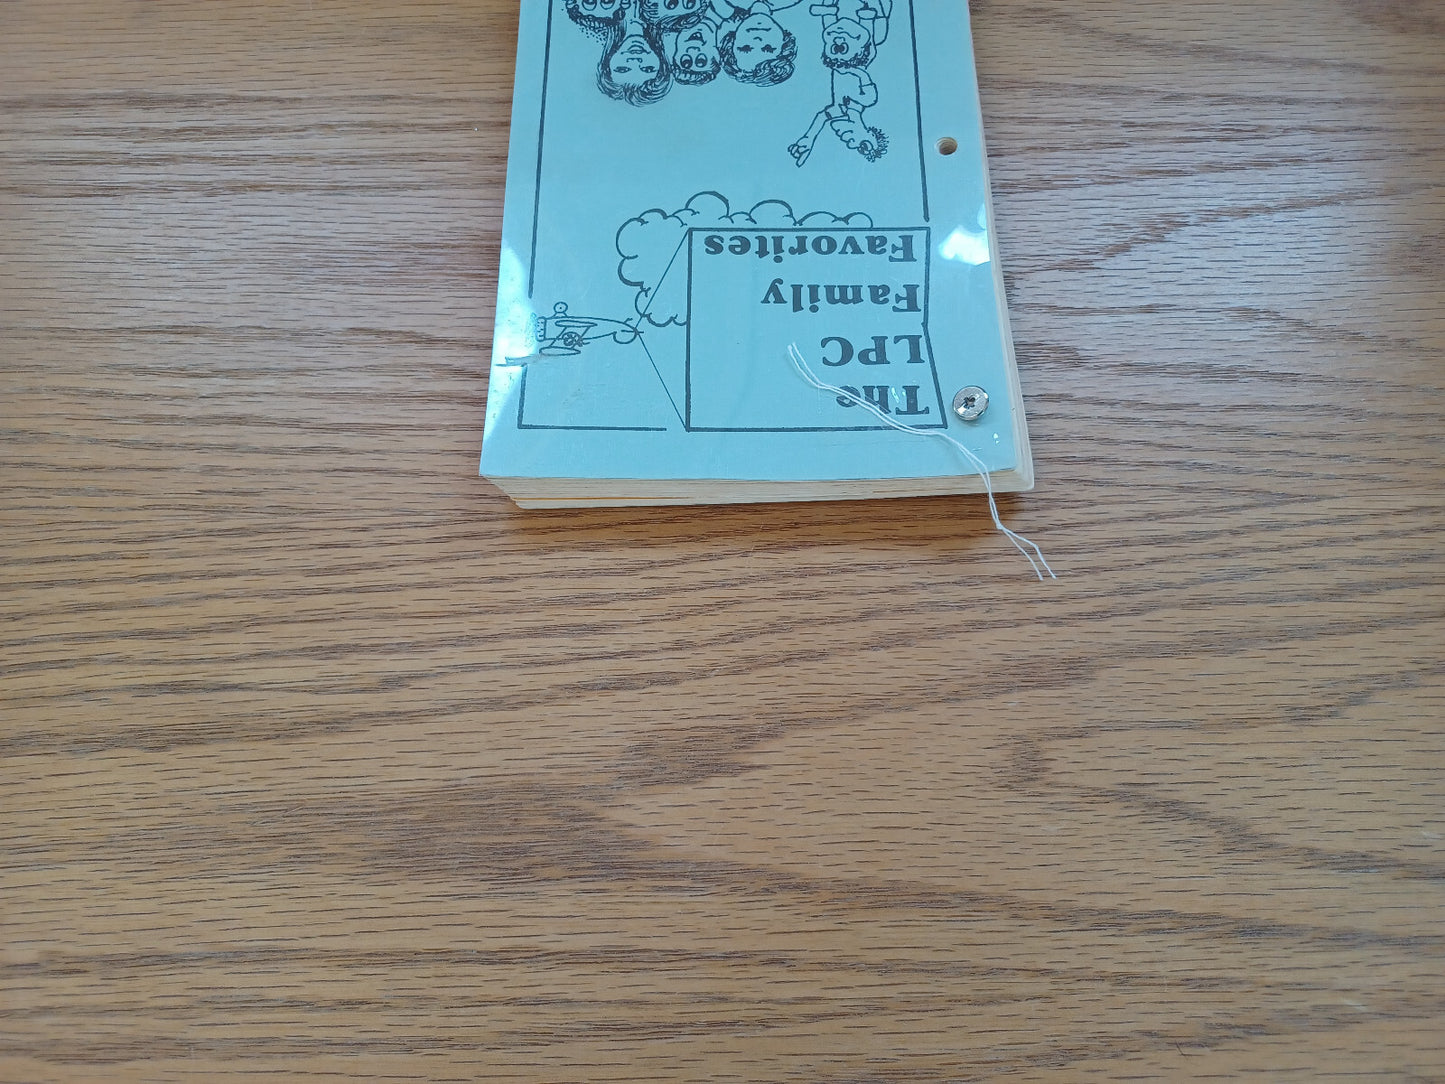 The
LPC
Family
Favorites